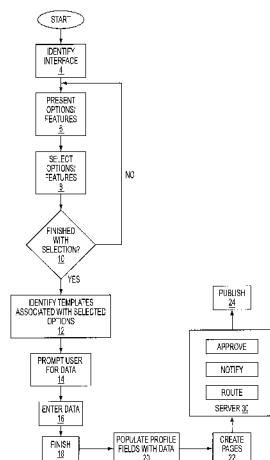 START
IDENTIFY
INTERFACE
4
PRESENT
OPTIONS/
FEATURES
6
SELECT
OPTIONS/
FEATURES
8
NO
FINISHED
WITH
SELECTION?
10
YES
IDENTIFY TEMPLATES
ASSOCIATED WITH SELECTED
OPTIONS
12
PROMPT USER
FOR DATA
14
ENTER DATA
16
FINISH
18
POPULATE PROFILE
FIELDS WITH DATA
20
CREATE
PAGES
22
ROUTE
NOTIFY
APPROVE
SERVER 30
PUBLISH
24